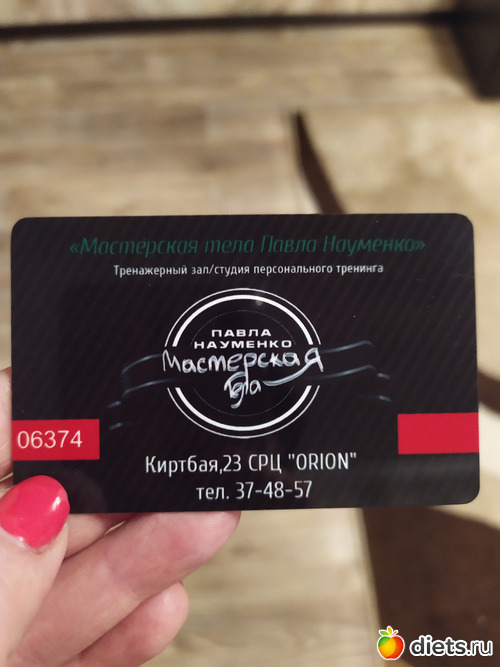 «Мастерская тела Павла Науменко»
Тренажерный зал/студия персонального тренинга
ПАВЛА
НАУМЕНКО
Мастерская
тела
06374
Киртбая,23 СРЦ "ORION"
тел. 37-48-57
diets.ru